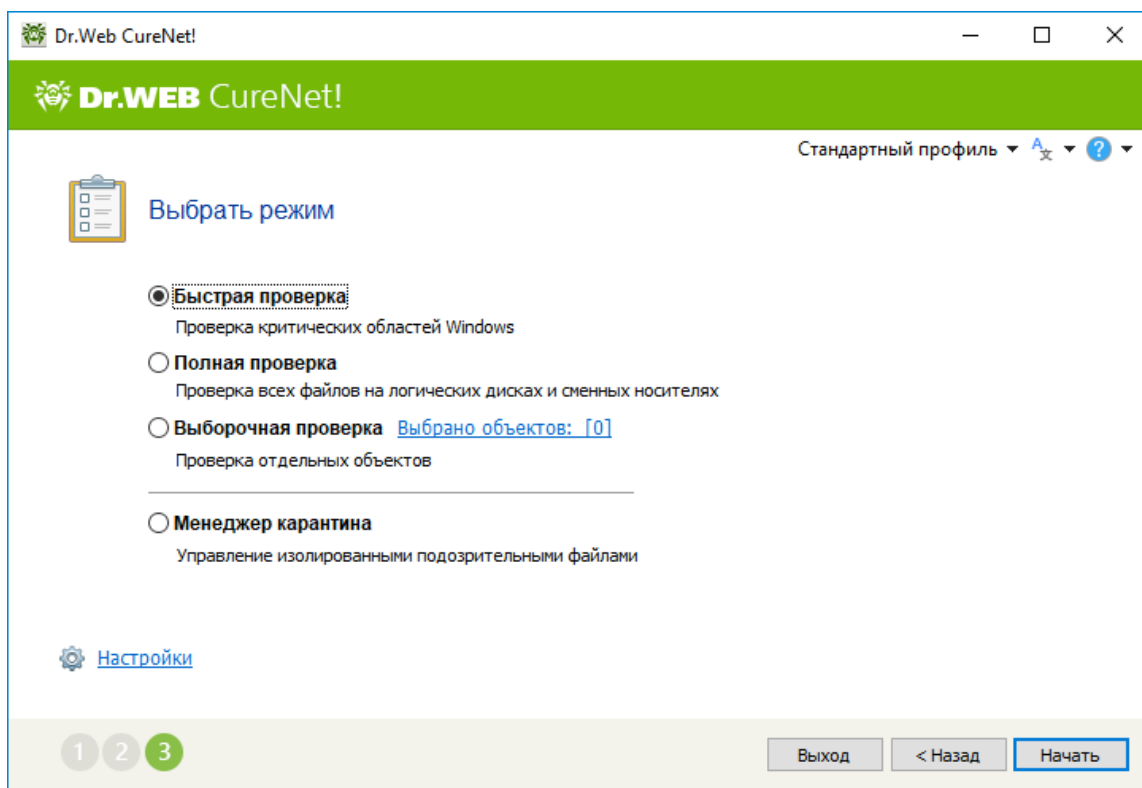 Dr.Web CureNet!
Dr.WEB CureNet!
Стандартный профиль
Выбрать режим
Быстрая проверка
Проверка критических областей Windows
Полная проверка
Проверка всех файлов на логических дисках и сменных носителях
Выборочная проверка Выбрано объектов: [0]
Проверка отдельных объектов
Менеджер карантина
Управление изолированными подозрительными файлами
Настройки
1 2 3
Выход < Назад Начать